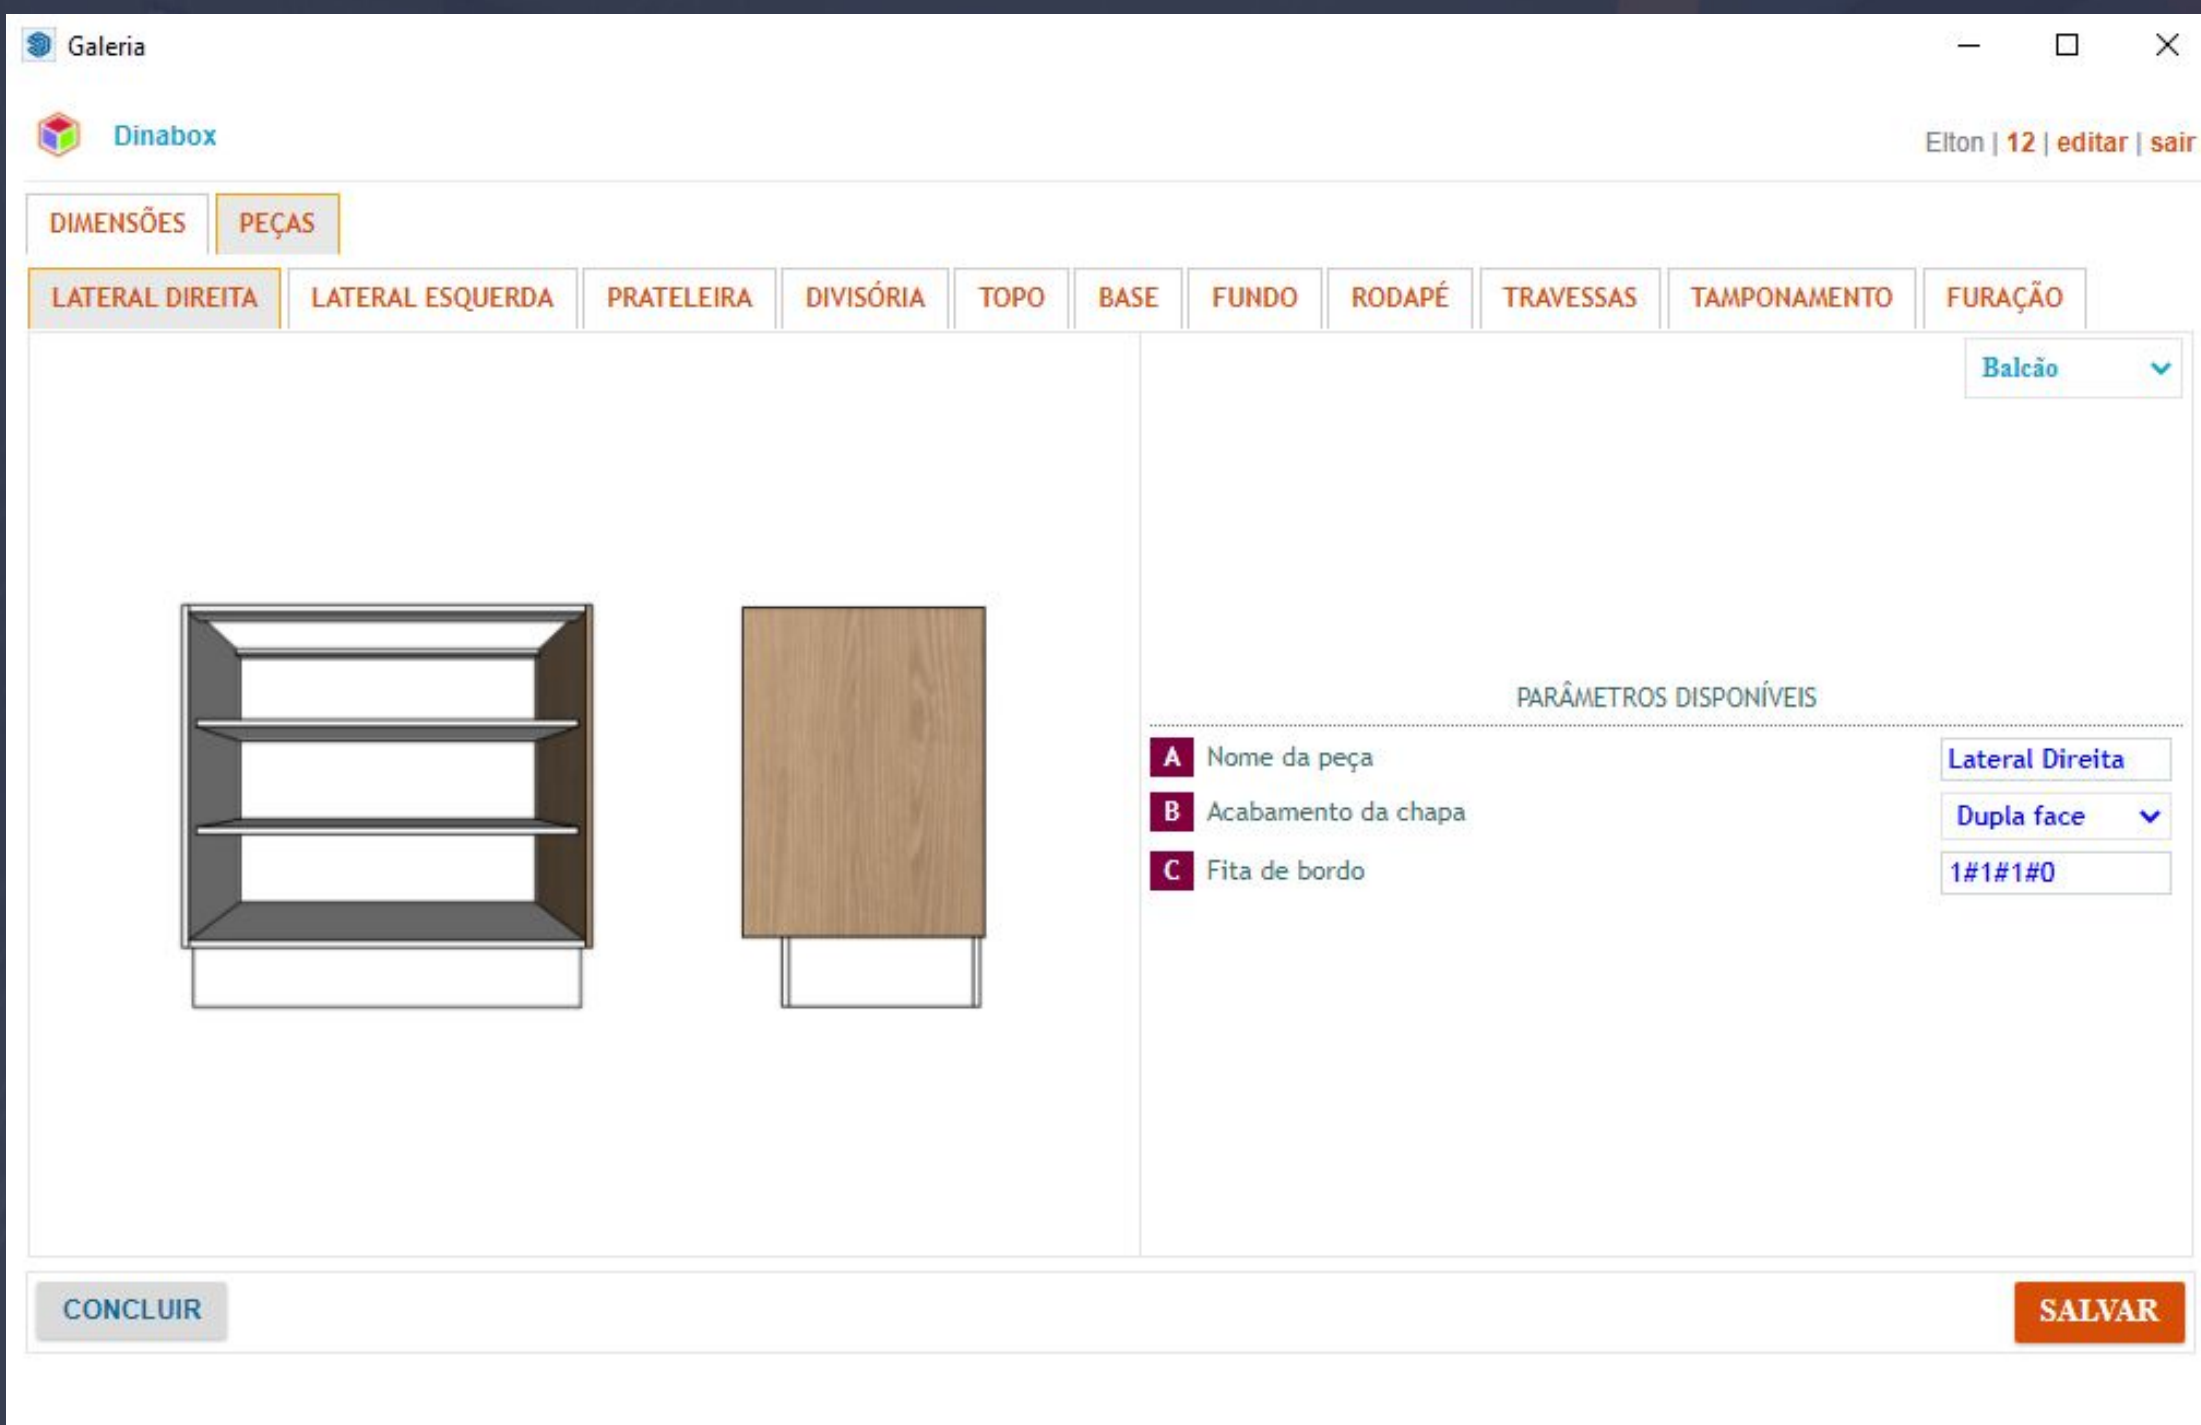 Galeria
Dinabox
Elton | 12 | editar | sair
DIMENSÕES PEÇAS
LATERAL DIREITA LATERAL ESQUERDA PRATELEIRA DIVISÓRIA TOPO BASE FUNDO RODAPÉ TRAVESSAS TAMPONAMENTO FURAÇÃO
Balcão
PARÂMETROS DISPONÍVEIS
A Nome da peça Lateral Direita
B Acabamento da chapa Dupla face
C Fita de bordo 1#1#1#0
CONCLUIR SALVAR